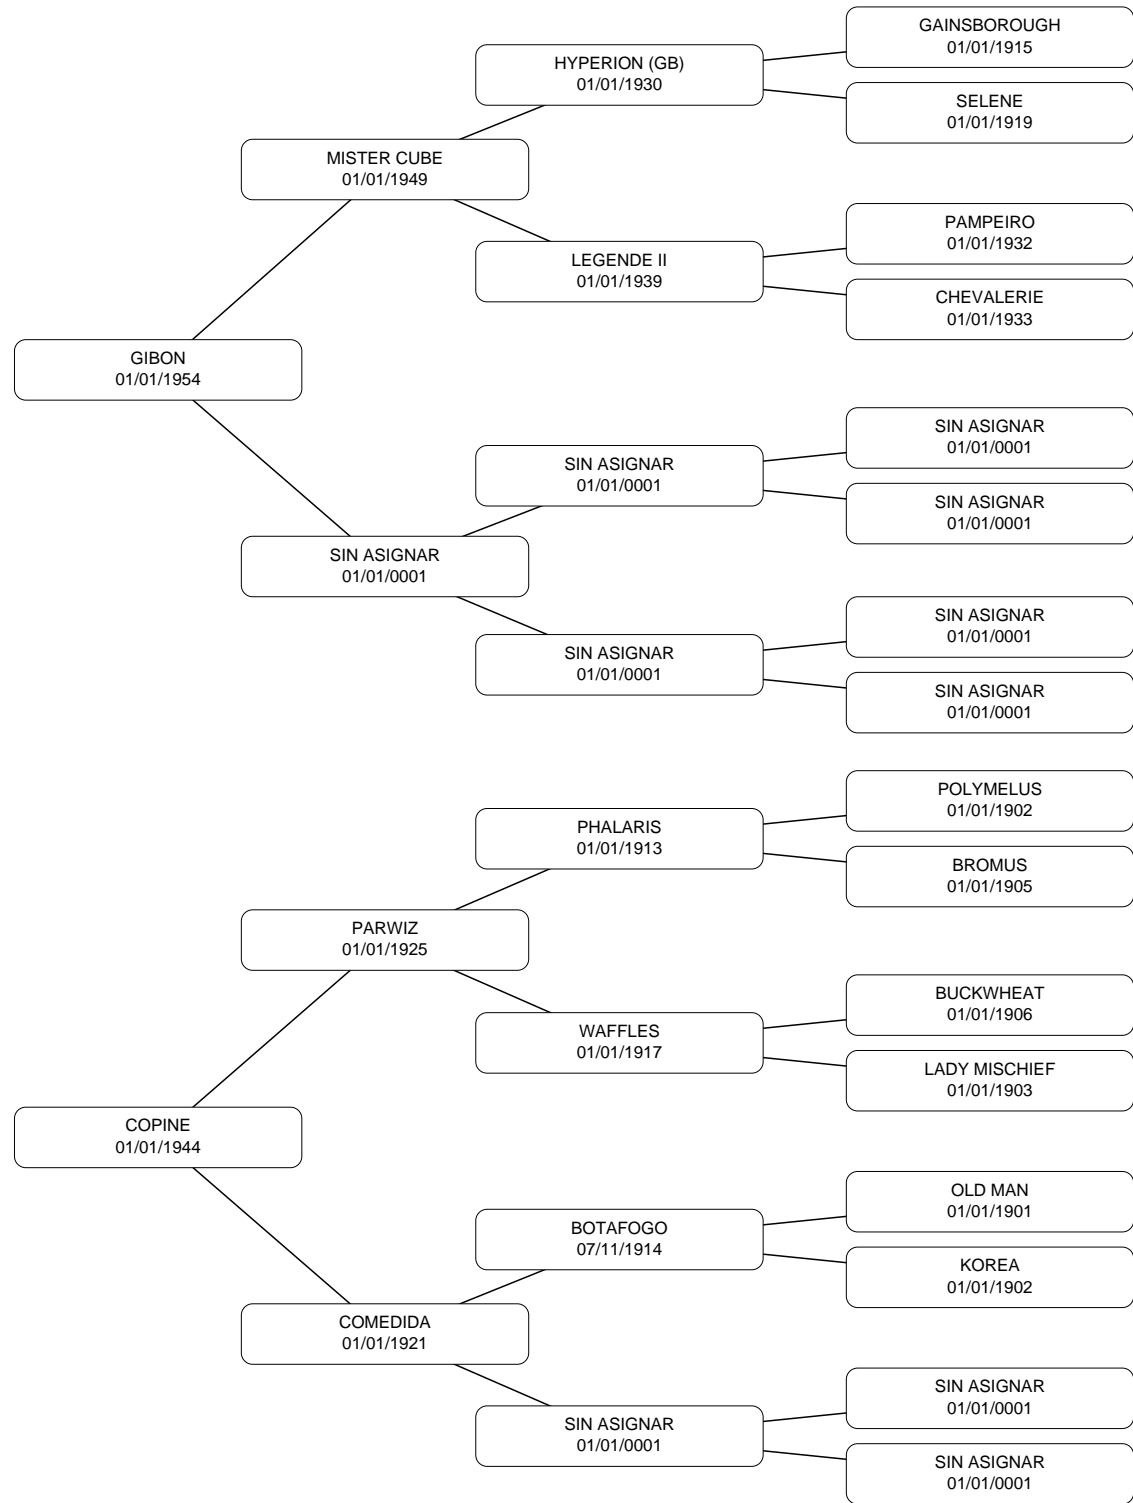 GAINSBOROUGH
01/01/1915
HYPERION (GB)
01/01/1930
SELENE
01/01/1919
MISTER CUBE
01/01/1949
PAMPEIRO
01/01/1932
LEGENDE II
01/01/1939
CHEVALERIE
01/01/1933
GIBON
01/01/1954
SIN ASIGNAR
01/01/0001
SIN ASIGNAR
01/01/0001
SIN ASIGNAR
01/01/0001
SIN ASIGNAR
01/01/0001
SIN ASIGNAR
01/01/0001
SIN ASIGNAR
01/01/0001
SIN ASIGNAR
01/01/0001
POLYMELUS
01/01/1902
PHALARIS
01/01/1913
BROMUS
01/01/1905
PARWIZ
01/01/1925
BUCKWHEAT
01/01/1906
WAFFLES
01/01/1917
LADY MISCHIEF
01/01/1903
COPINE
01/01/1944
OLD MAN
01/01/1901
BOTAFOGO
07/11/1914
KOREA
01/01/1902
COMEDIDA
01/01/1921
SIN ASIGNAR
01/01/0001
SIN ASIGNAR
01/01/0001
SIN ASIGNAR
01/01/0001